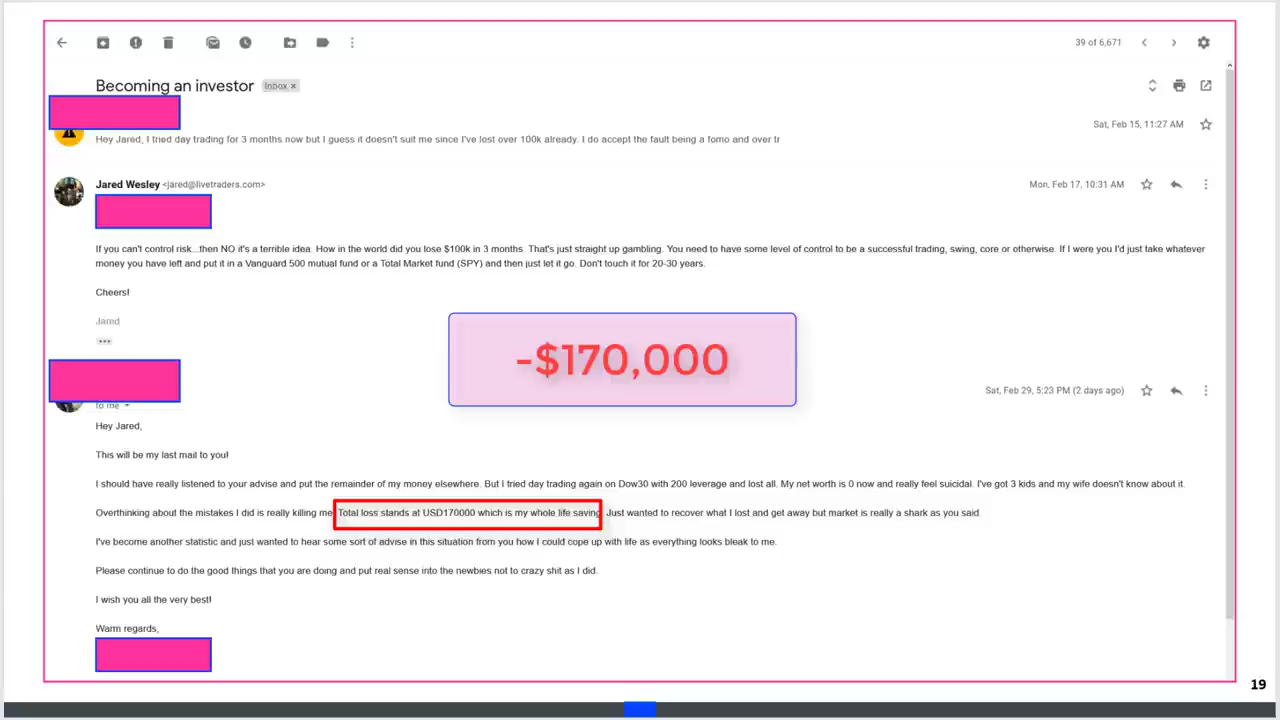 39 of 6,671
Becoming an investor Inbox ×
Sat, Feb 15, 11:27 AM
Hey Jared, I tried day trading for 3 months now but I guess it doesn't suit me since I've lost over 100k already. I do accept the fault being a fomo and over tr
Jared Wesley <jared@livetraders.com>
Mon, Feb 17, 10:31 AM
If you can't control risk...then NO it's a terrible idea. How in the world did you lose $100k in 3 months. That's just straight up gambling. You need to have some level of control to be a successful trading, swing, core or otherwise. If I were you I'd just take whatever
money you have left and put it in a Vanguard 500 mutual fund or a Total Market fund (SPY) and then just let it go. Don't touch it for 20-30 years.
Cheers!
Jared
-$170,000
Sat, Feb 29, 5:23 PM (2 days ago)
to me
Hey Jared,
This will be my last mail to you!
I should have really listened to your advise and put the remainder of my money elsewhere. But I tried day trading again on Dow30 with 200 leverage and lost all. My net worth is 0 now and really feel suicidal. I've got 3 kids and my wife doesn't know about it.
Overthinking about the mistakes I did is really killing me Total loss stands at USD170000 which is my whole life saving Just wanted to recover what I lost and get away but market is really a shark as you said
I've become another statistic and just wanted to hear some sort of advise in this situation from you how I could cope up with life as everything looks bleak to me.
Please continue to do the good things that you are doing and put real sense into the newbies not to crazy shit as I did.
I wish you all the very best!
Warm regards,
19